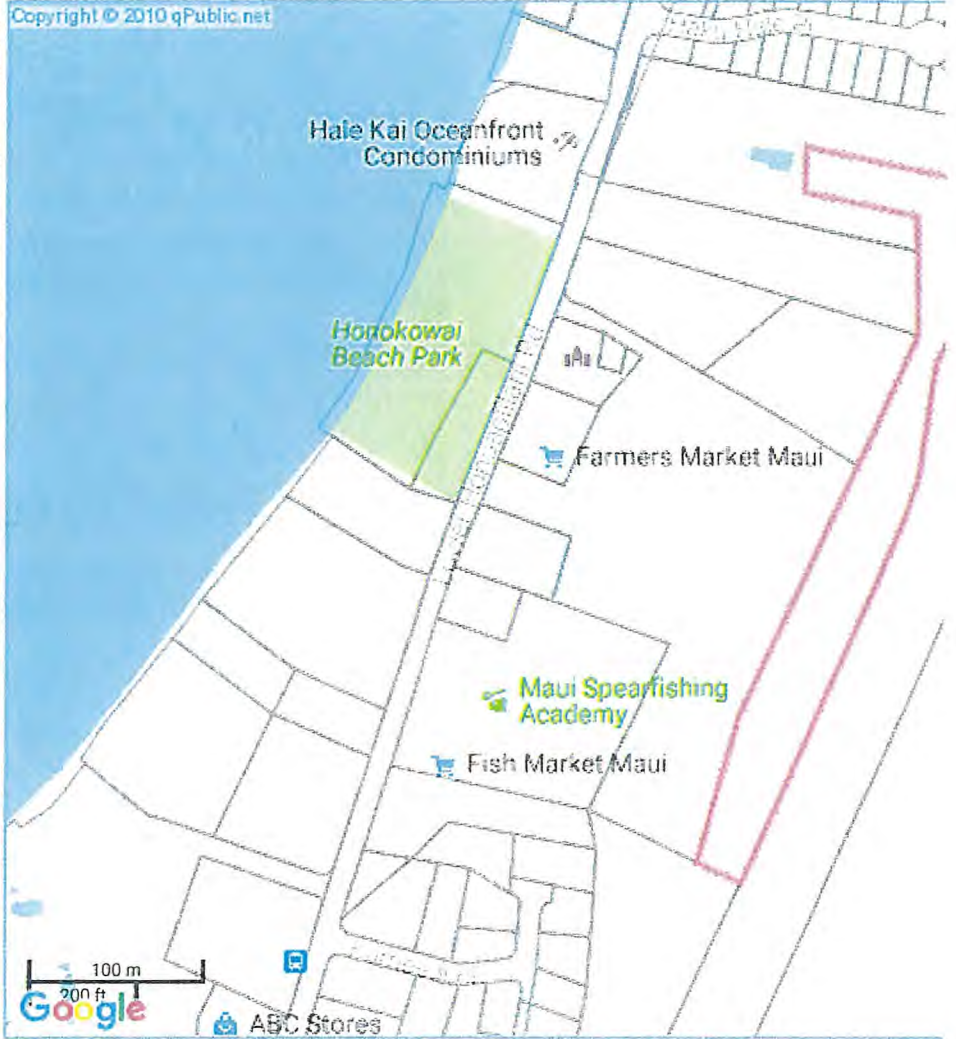 Copyright © 2010 qPublic.net
Hale Kai Oceanfront
Condominiums
Honokowai
Beach Park
Farmers Market Maui
Maui Spearfishing
Academy
Fish Market Maui
100 m
200 ft
Google
ABC Stores